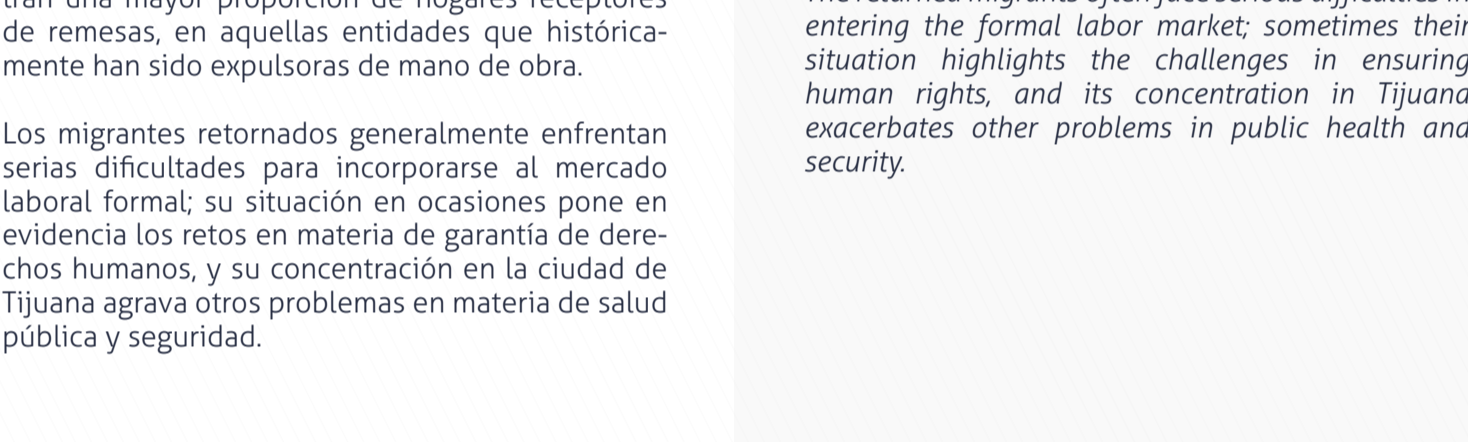 de remesas, en aquellas entidades que histórica-
mente han sido expulsoras de mano de obra.
Los migrantes retornados generalmente enfrentan
serias dificultades para incorporarse al mercado
laboral formal; su situación en ocasiones pone en
evidencia los retos en materia de garantía de dere-
chos humanos, y su concentración en la ciudad de
Tijuana agrava otros problemas en materia de salud
pública y seguridad.
entering the formal labor market; sometimes their
situation highlights the challenges in ensuring
human rights, and its concentration in Tijuana
exacerbates other problems in public health and
security.